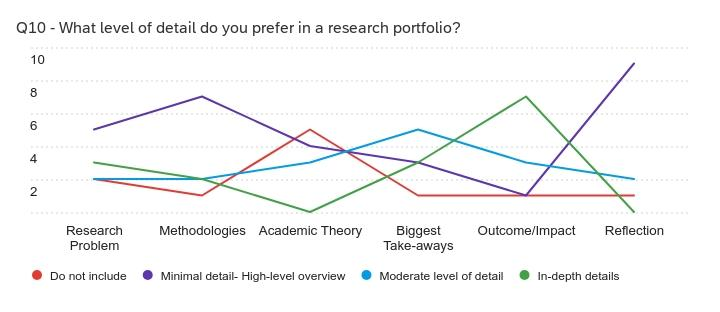 Q10 - What level of detail do you prefer in a research portfolio?
10
8
6
4
2
Research Problem
Methodologies
Academic Theory
Biggest Take-aways
Outcome/Impact
Reflection
Do not include
Minimal detail- High-level overview
Moderate level of detail
In-depth details